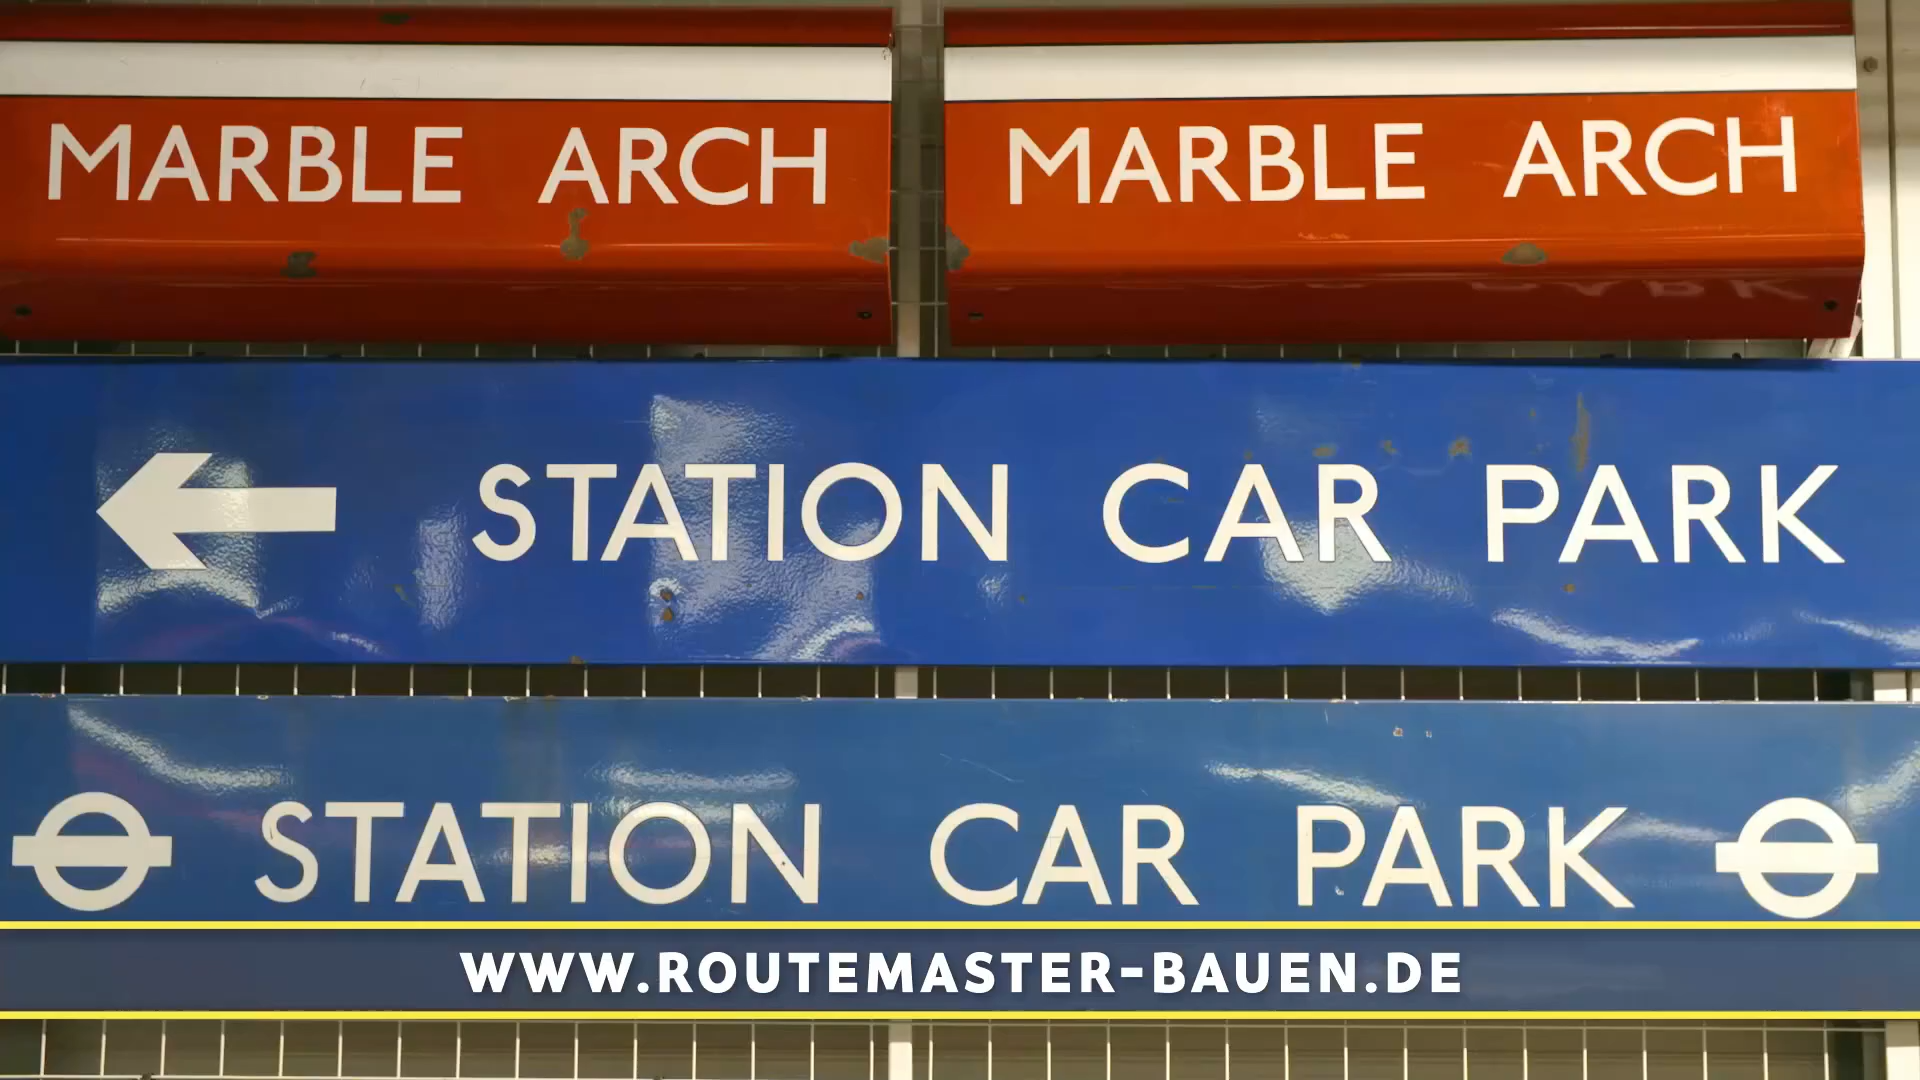 MARBLE ARCH MARBLE ARCH
STATION CAR PARK
STATION CAR PARK
WWW.ROUTEMASTER-BAUEN.DE